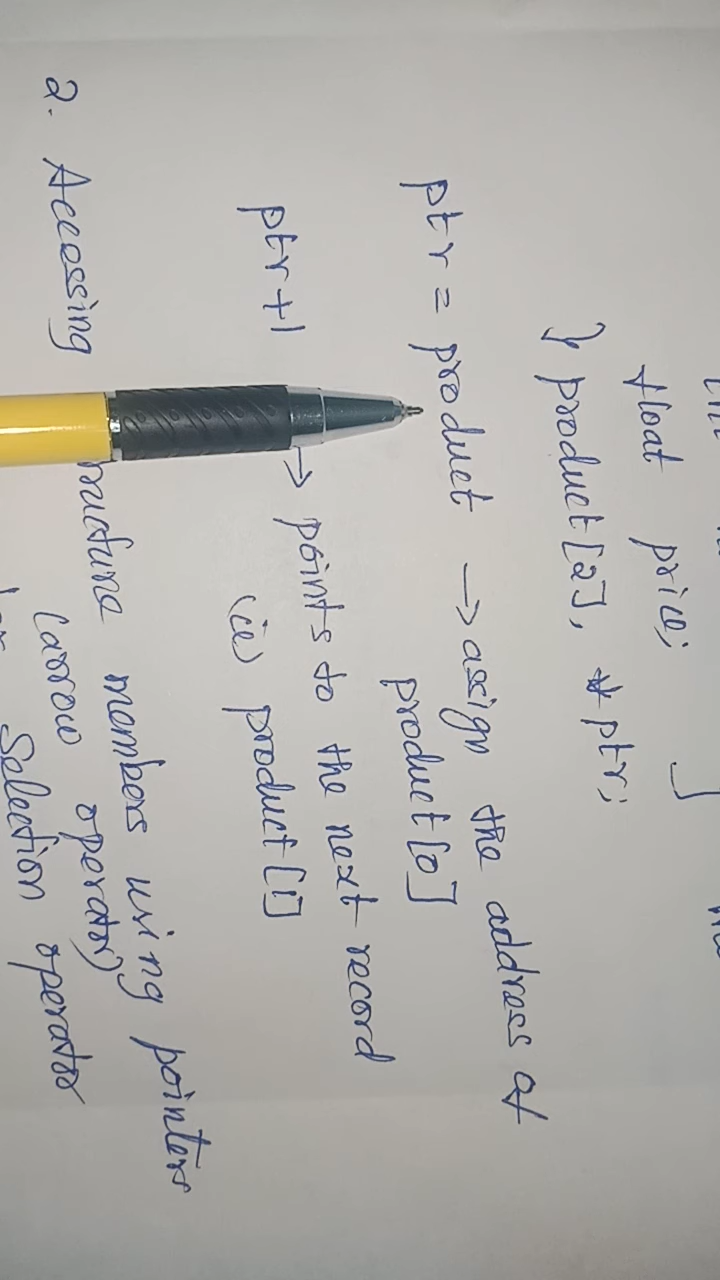 float price;
} product[2], *ptr;
ptr = product → assign the address of
product[0]
ptr+1 → points to the next record
(ie) product[1]
2. Accessing members using pointers
(arrow operator)
Selection operator